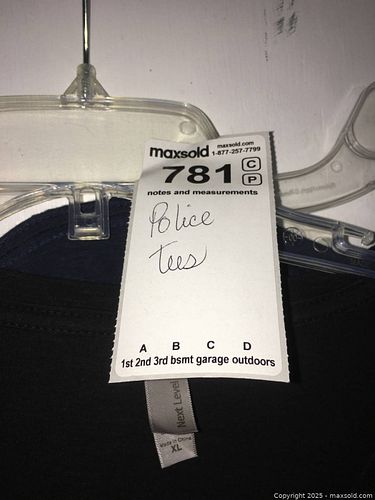 maxsold
maxsold.com
1-877-257-7799
781
C
P
notes and measurements
Police
tees
A B C D
1st 2nd 3rd bsmt garage outdoors
Next Level
Made in China
XL
Copyright 2025 - maxsold.com